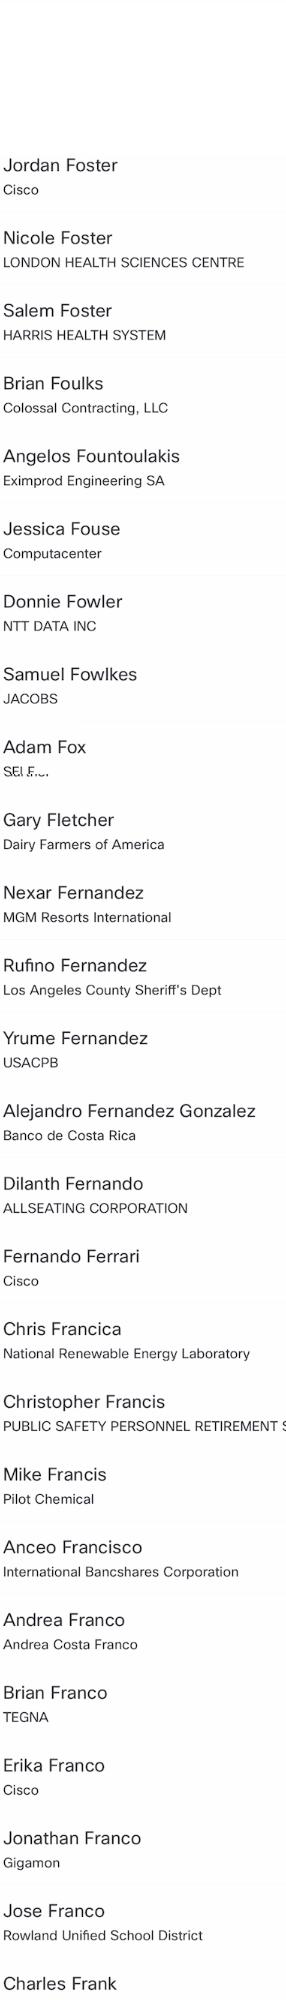 Jordan Foster
Cisco
Nicole Foster
LONDON HEALTH SCIENCES CENTRE
Salem Foster
HARRIS HEALTH SYSTEM
Brian Foulks
Colossal Contracting, LLC
Angelos Fountoulakis
Eximprod Engineering SA
Jessica Fouse
Computacenter
Donnie Fowler
NTT DATA INC
Samuel Fowlkes
JACOBS
Adam Fox
Gary Fletcher
Dairy Farmers of America
Nexar Fernandez
MGM Resorts International
Rufino Fernandez
Los Angeles County Sheriff's Dept
Yrume Fernandez
USACPB
Alejandro Fernandez Gonzalez
Banco de Costa Rica
Dilanth Fernando
ALLSEATING CORPORATION
Fernando Ferrari
Cisco
Chris Francica
National Renewable Energy Laboratory
Christopher Francis
PUBLIC SAFETY PERSONNEL RETIREMENT S
Mike Francis
Pilot Chemical
Anceo Francisco
International Bancshares Corporation
Andrea Franco
Andrea Costa Franco
Brian Franco
TEGNA
Erika Franco
Cisco
Jonathan Franco
Gigamon
Jose Franco
Rowland Unified School District
Charles Frank